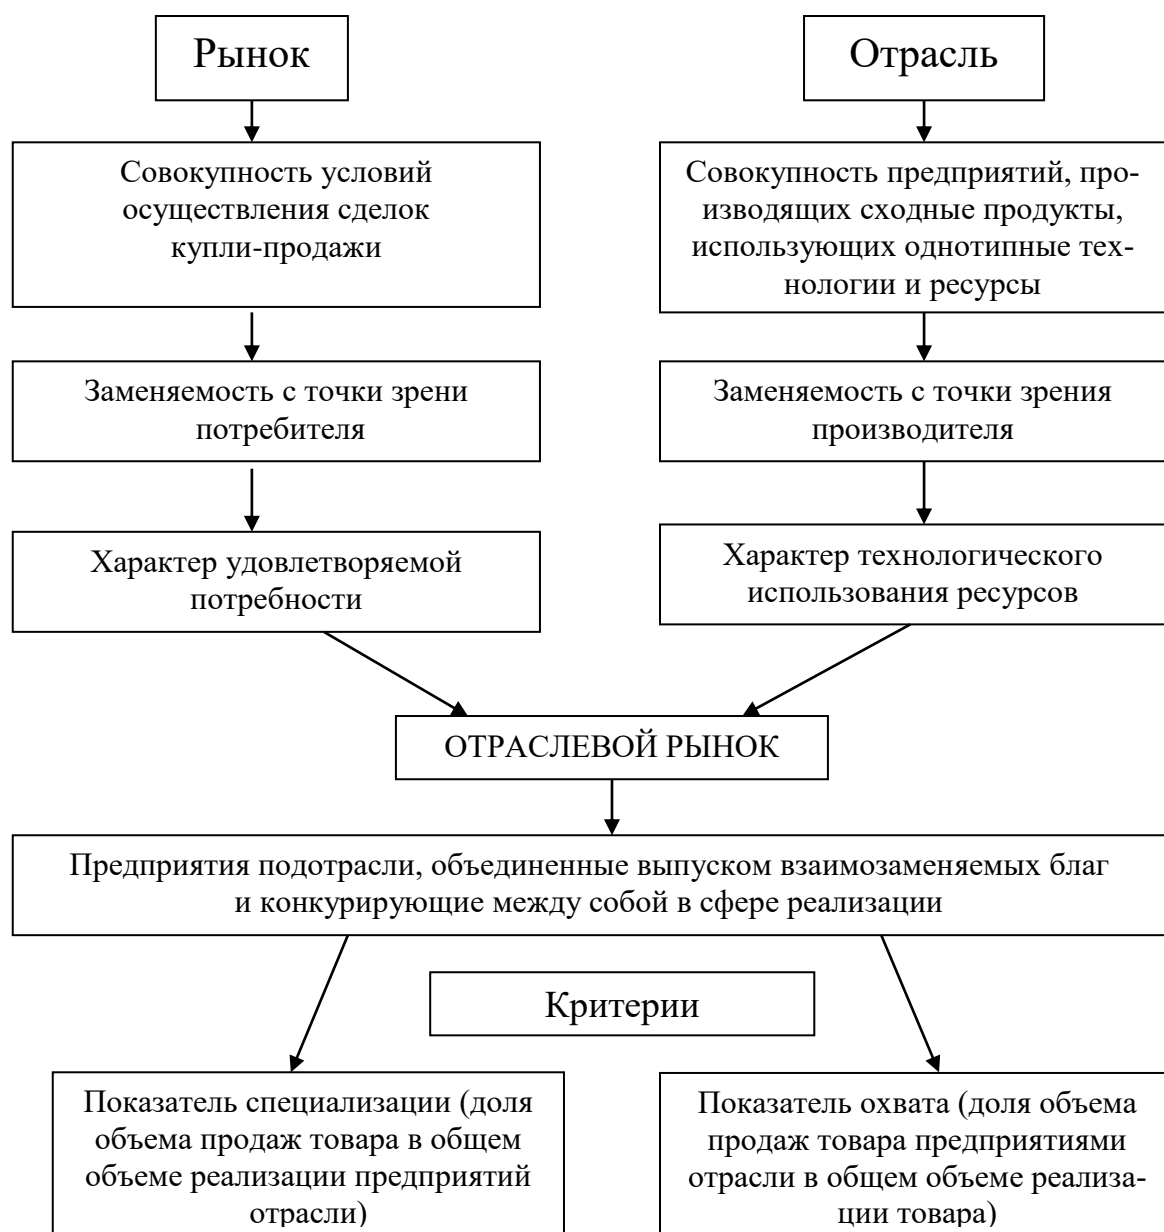 Рынок
Отрасль
Совокупность условий
осуществления сделок
купли-продажи
Совокупность предприятий, про-
изводящих сходные продукты,
использующих однотипные тех-
нологии и ресурсы
Заменяемость с точки зрени
потребителя
Заменяемость с точки зрения
производителя
Характер удовлетворяемой
потребности
Характер технологического
использования ресурсов
ОТРАСЛЕВОЙ РЫНОК
Предприятия подотрасли, объединенные выпуском взаимозаменяемых благ
и конкурирующие между собой в сфере реализации
Критерии
Показатель специализации (доля
объема продаж товара в общем
объеме реализации предприятий
отрасли)
Показатель охвата (доля объема
продаж товара предприятиями
отрасли в общем объеме реализа-
ции товара)